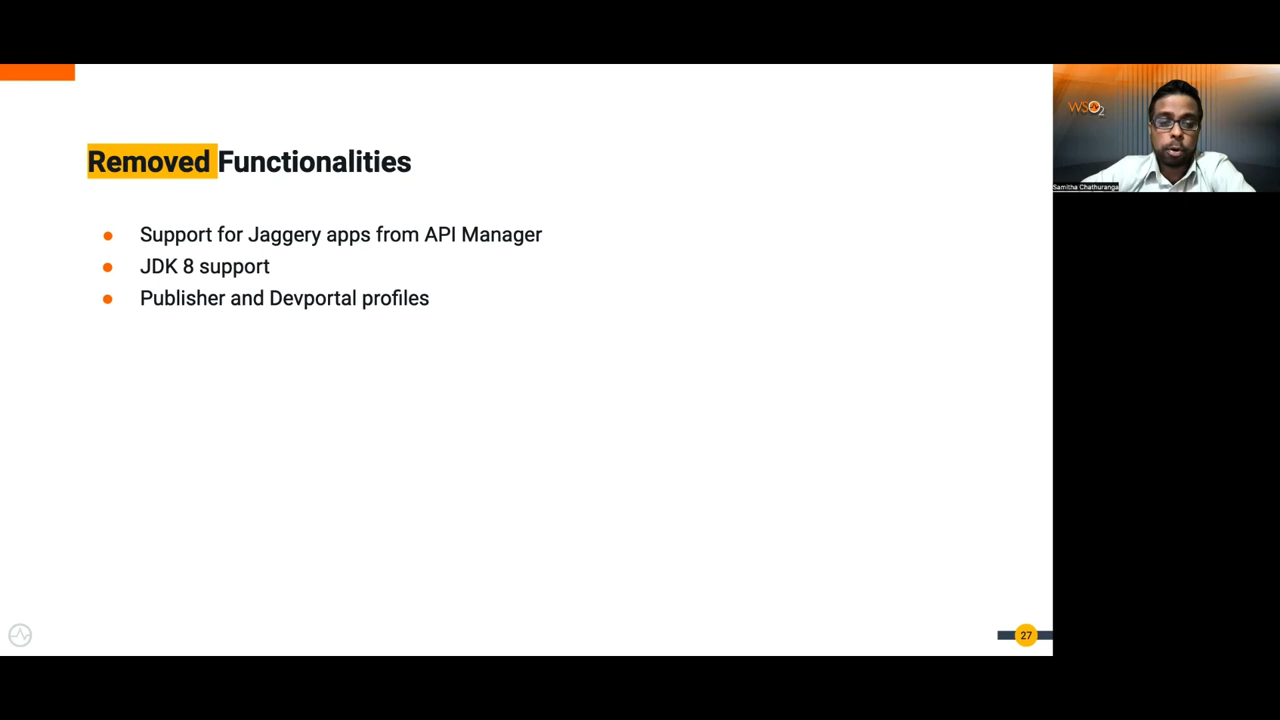 Removed Functionalities
Support for Jaggery apps from API Manager
JDK 8 support
Publisher and Devportal profiles
27
WSO2
Samitha Chathuranga